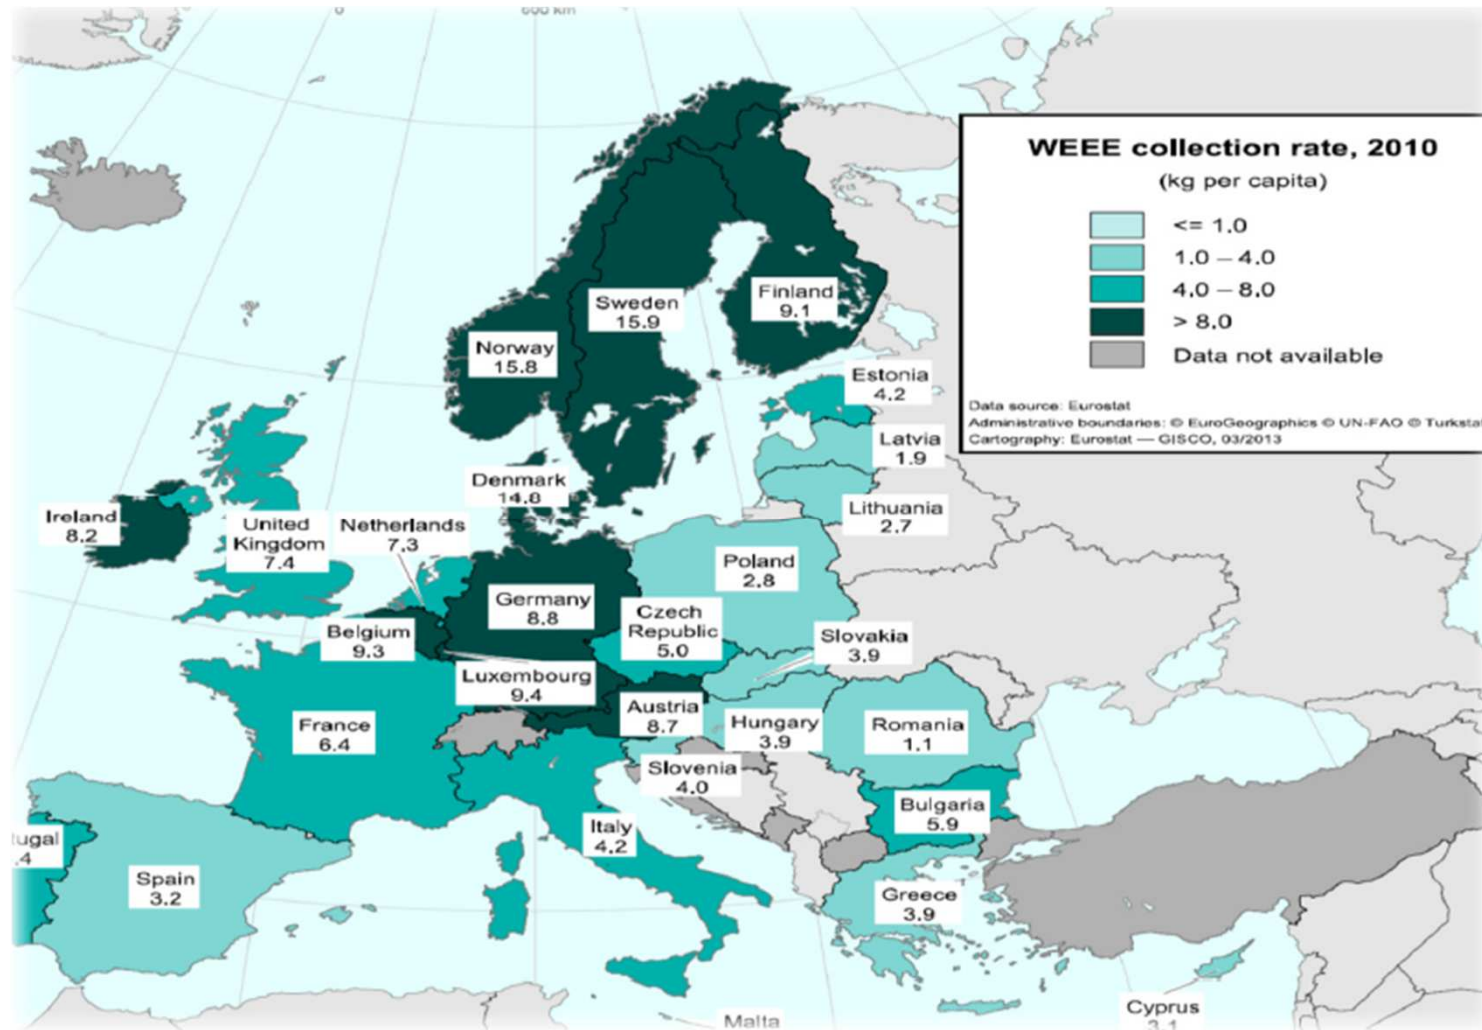 0
600 km
WEEE collection rate, 2010
(kg per capita)
<= 1.0
1.0 – 4.0
4.0 – 8.0
> 8.0
Data not available
Data source: Eurostat
Administrative boundaries: © EuroGeographics © UN-FAO © Turkstat
Cartography: Eurostat — GISCO, 03/2013
Finland
9.1
Sweden
15.9
Norway
15.8
Estonia
4.2
Latvia
1.9
Denmark
14.8
Lithuania
2.7
Ireland
8.2
United
Kingdom
7.4
Netherlands
7.3
Poland
2.8
Germany
8.8
Czech
Republic
5.0
Belgium
9.3
Slovakia
3.9
Luxembourg
9.4
Austria
8.7
France
6.4
Hungary
3.9
Romania
1.1
Slovenia
4.0
Bulgaria
5.9
Italy
4.2
tugal
.4
Spain
3.2
Greece
3.9
Cyprus
3.1
Malta